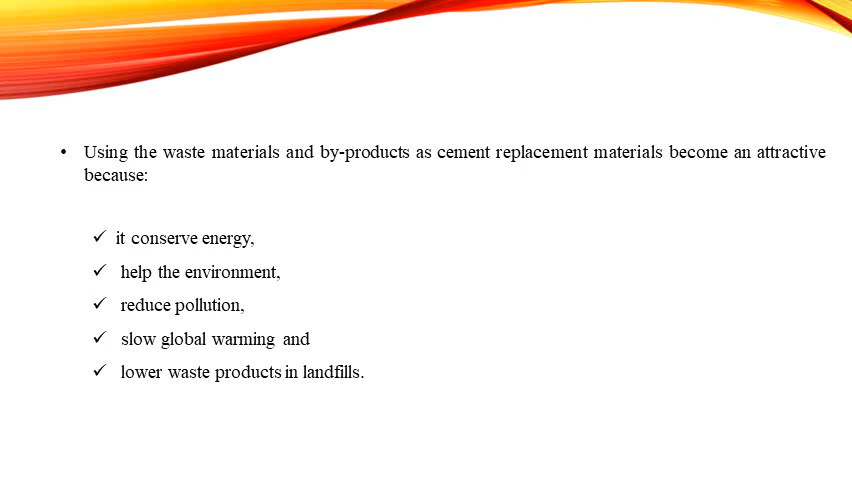 • Using the waste materials and by-products as cement replacement materials become an attractive
because:
✓ it conserve energy,
✓ help the environment,
✓ reduce pollution,
✓ slow global warming and
✓ lower waste products in landfills.